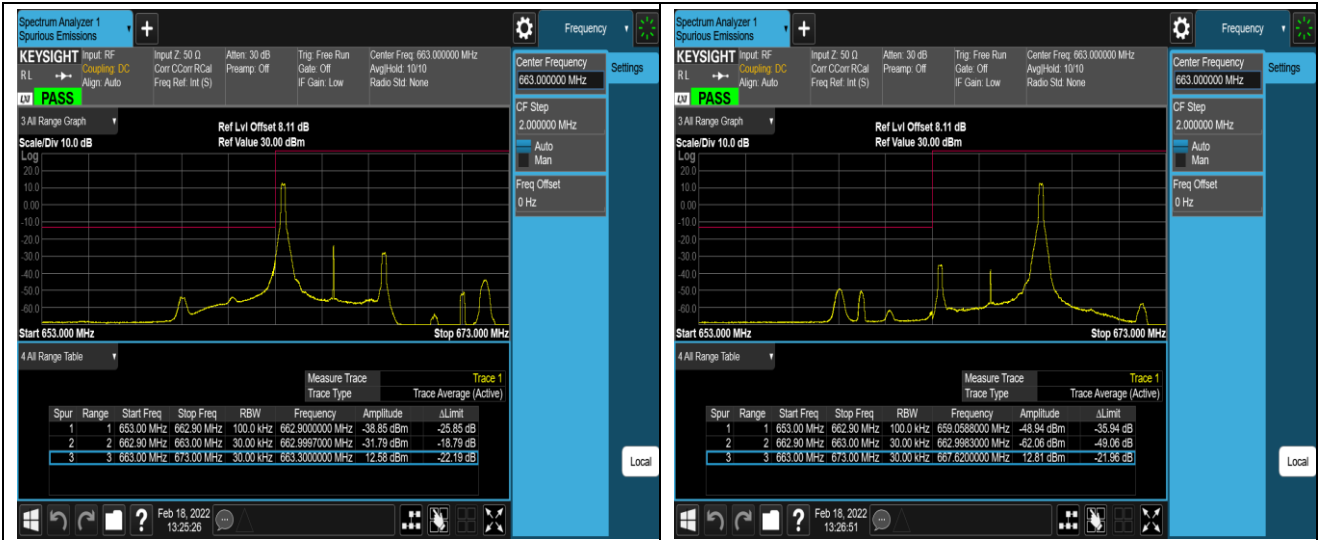 Spectrum Analyzer 1
Spurious Emissions
Frequency
KEYSIGHT Input: RF Input Z: 50 Ω Atten: 30 dB Trig: Free Run Center Freq: 663.000000 MHz
RL Coupling: DC Corr CCorr RCal Preamp: Off Gate: Off Avg|Hold: 10/10
Align: Auto Freq Ref: Int (S) IF Gain: Low Radio Std: None
PASS
Center Frequency
663.000000 MHz
Settings
CF Step
2.000000 MHz
Auto
Man
Freq Offset
0 Hz
3 All Range Graph
Ref Lvl Offset 8.11 dB
Scale/Div 10.0 dB Ref Value 30.00 dBm
Log
20.0
10.0
0.00
-10.0
-20.0
-30.0
-40.0
-50.0
-60.0
Start 653.000 MHz Stop 673.000 MHz
4 All Range Table
Measure Trace Trace 1
Trace Type Trace Average (Active)
Spur Range Start Freq Stop Freq RBW Frequency Amplitude ΔLimit
1 1 653.00 MHz 662.90 MHz 100.0 kHz 662.9000000 MHz -38.85 dBm -25.85 dB
2 2 662.90 MHz 663.00 MHz 30.00 kHz 662.9997000 MHz -31.79 dBm -18.79 dB
3 3 663.00 MHz 673.00 MHz 30.00 kHz 663.3000000 MHz 12.58 dBm -22.19 dB
Local
?
Feb 18, 2022
13:25:26
Spectrum Analyzer 1
Spurious Emissions
Frequency
KEYSIGHT Input: RF Input Z: 50 Ω Atten: 30 dB Trig: Free Run Center Freq: 663.000000 MHz
RL Coupling: DC Corr CCorr RCal Preamp: Off Gate: Off Avg|Hold: 10/10
Align: Auto Freq Ref: Int (S) IF Gain: Low Radio Std: None
PASS
Center Frequency
663.000000 MHz
Settings
CF Step
2.000000 MHz
Auto
Man
Freq Offset
0 Hz
3 All Range Graph
Ref Lvl Offset 8.11 dB
Scale/Div 10.0 dB Ref Value 30.00 dBm
Log
20.0
10.0
0.00
-10.0
-20.0
-30.0
-40.0
-50.0
-60.0
Start 653.000 MHz Stop 673.000 MHz
4 All Range Table
Measure Trace Trace 1
Trace Type Trace Average (Active)
Spur Range Start Freq Stop Freq RBW Frequency Amplitude ΔLimit
1 1 653.00 MHz 662.90 MHz 100.0 kHz 659.0588000 MHz -48.94 dBm -35.94 dB
2 2 662.90 MHz 663.00 MHz 30.00 kHz 662.9983000 MHz -62.06 dBm -49.06 dB
3 3 663.00 MHz 673.00 MHz 30.00 kHz 667.6200000 MHz 12.81 dBm -21.96 dB
Local
?
Feb 18, 2022
13:26:51